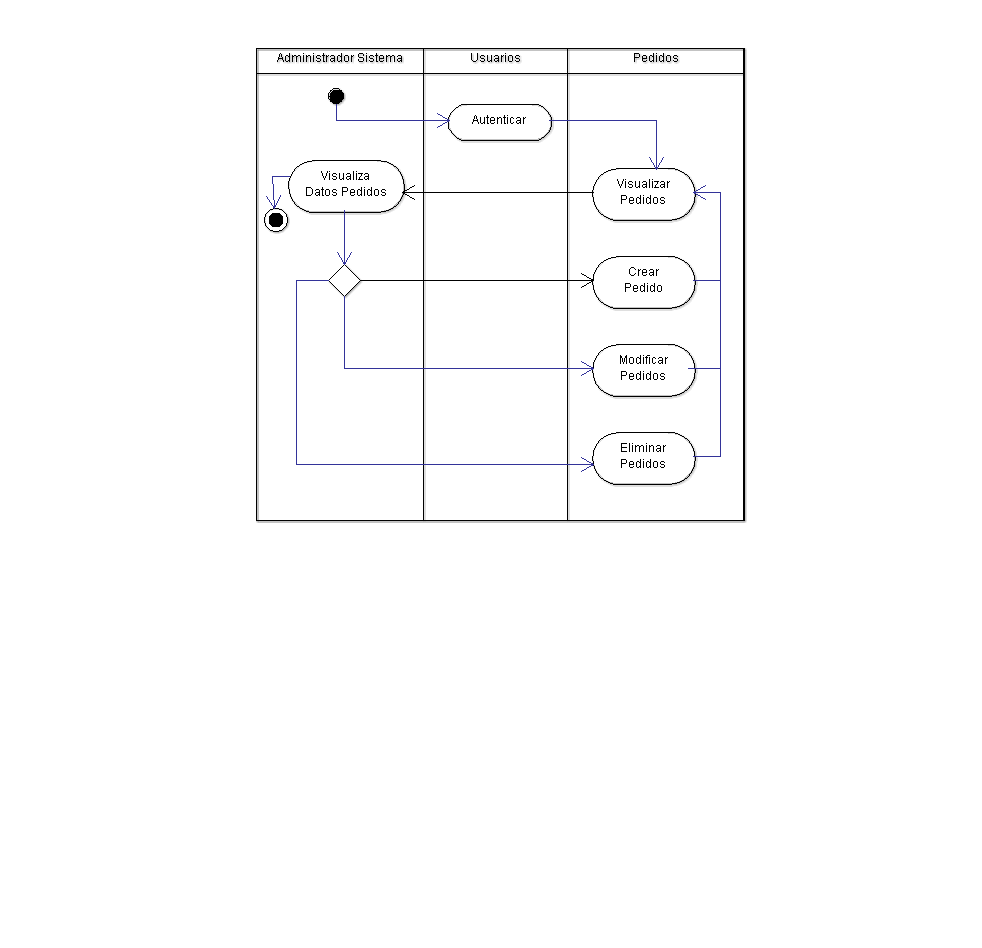 Administrador Sistema
Usuarios
Pedidos
Autenticar
Visualiza
Datos Pedidos
Visualizar
Pedidos
Crear
Pedido
Modificar
Pedidos
Eliminar
Pedidos